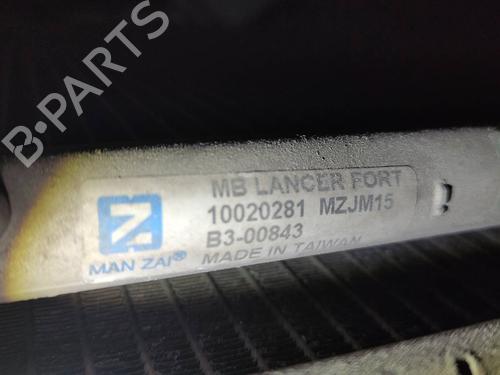 B-PARTS
MB LANCER FORT
10020281 MZJM15
B3-00843
MAN ZAI®
MADE IN TAIWAN